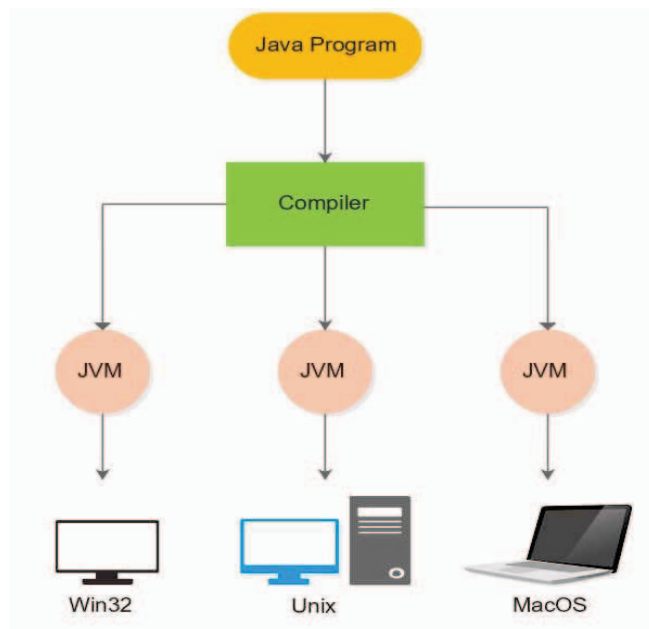 Java Program
Compiler
JVM
JVM
JVM
Win32
Unix
MacOS